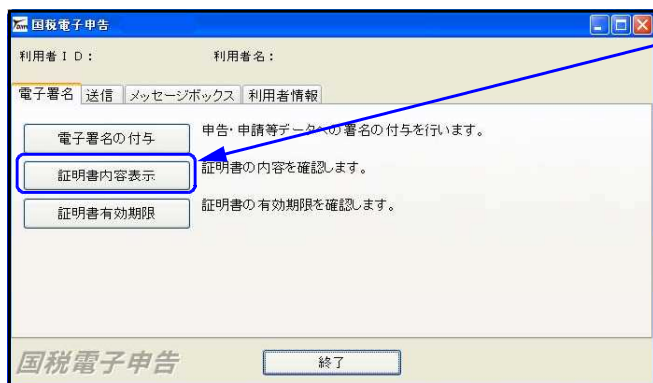 国税電子申告
利用者ID： 利用者名：
電子署名 送信 メッセージボックス 利用者情報
電子署名の付与 申告・申請等データへの署名の付与を行います。
証明書内容表示 証明書の内容を確認します。
証明書有効期限 証明書の有効期限を確認します。
国税電子申告 終了